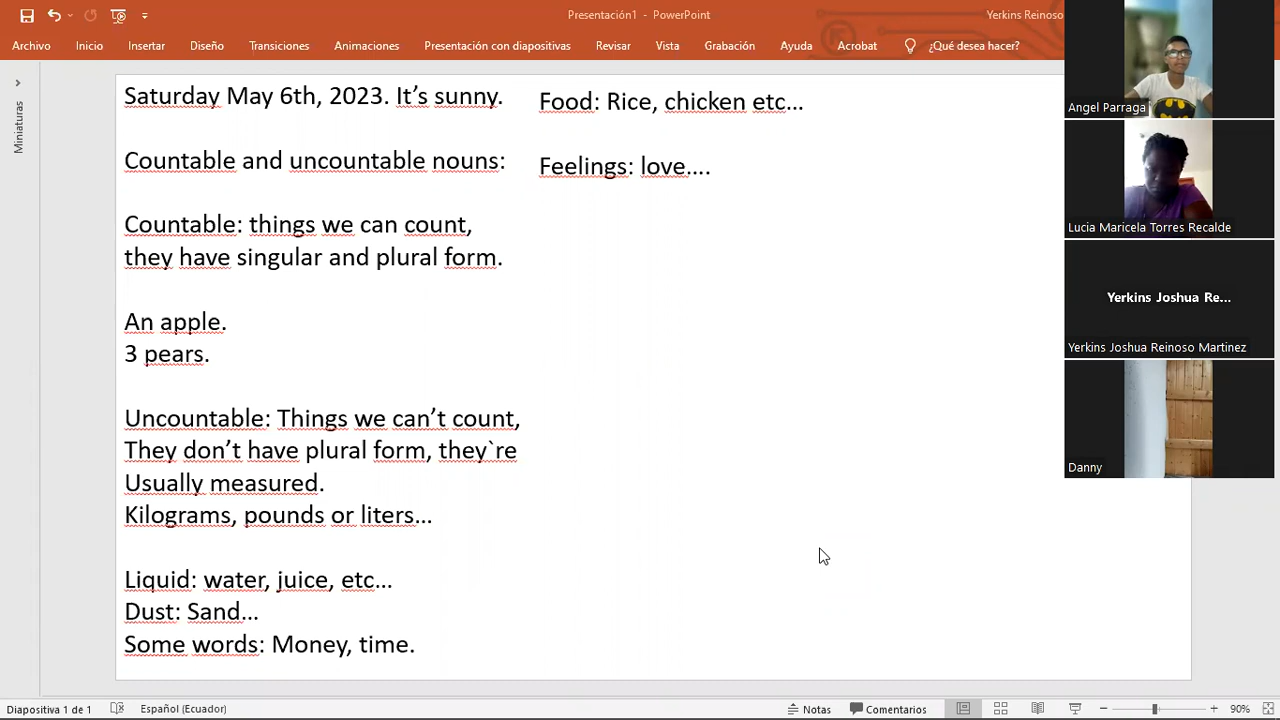 Presentación1 - PowerPoint
Yerkins Reinoso
Archivo Inicio Insertar Diseño Transiciones Animaciones Presentación con diapositivas Revisar Vista Grabación Ayuda Acrobat ¿Qué desea hacer?
Miniaturas
Saturday May 6th, 2023. It’s sunny.
Countable and uncountable nouns:
Countable: things we can count,
they have singular and plural form.
An apple.
3 pears.
Uncountable: Things we can’t count,
They don’t have plural form, they`re
Usually measured.
Kilograms, pounds or liters…
Liquid: water, juice, etc…
Dust: Sand…
Some words: Money, time.
Food: Rice, chicken etc…
Feelings: love….
Angel Parraga
Lucia Maricela Torres Recalde
Yerkins Joshua Re...
Yerkins Joshua Reinoso Martinez
Danny
Diapositiva 1 de 1 Español (Ecuador) Notas Comentarios 90%